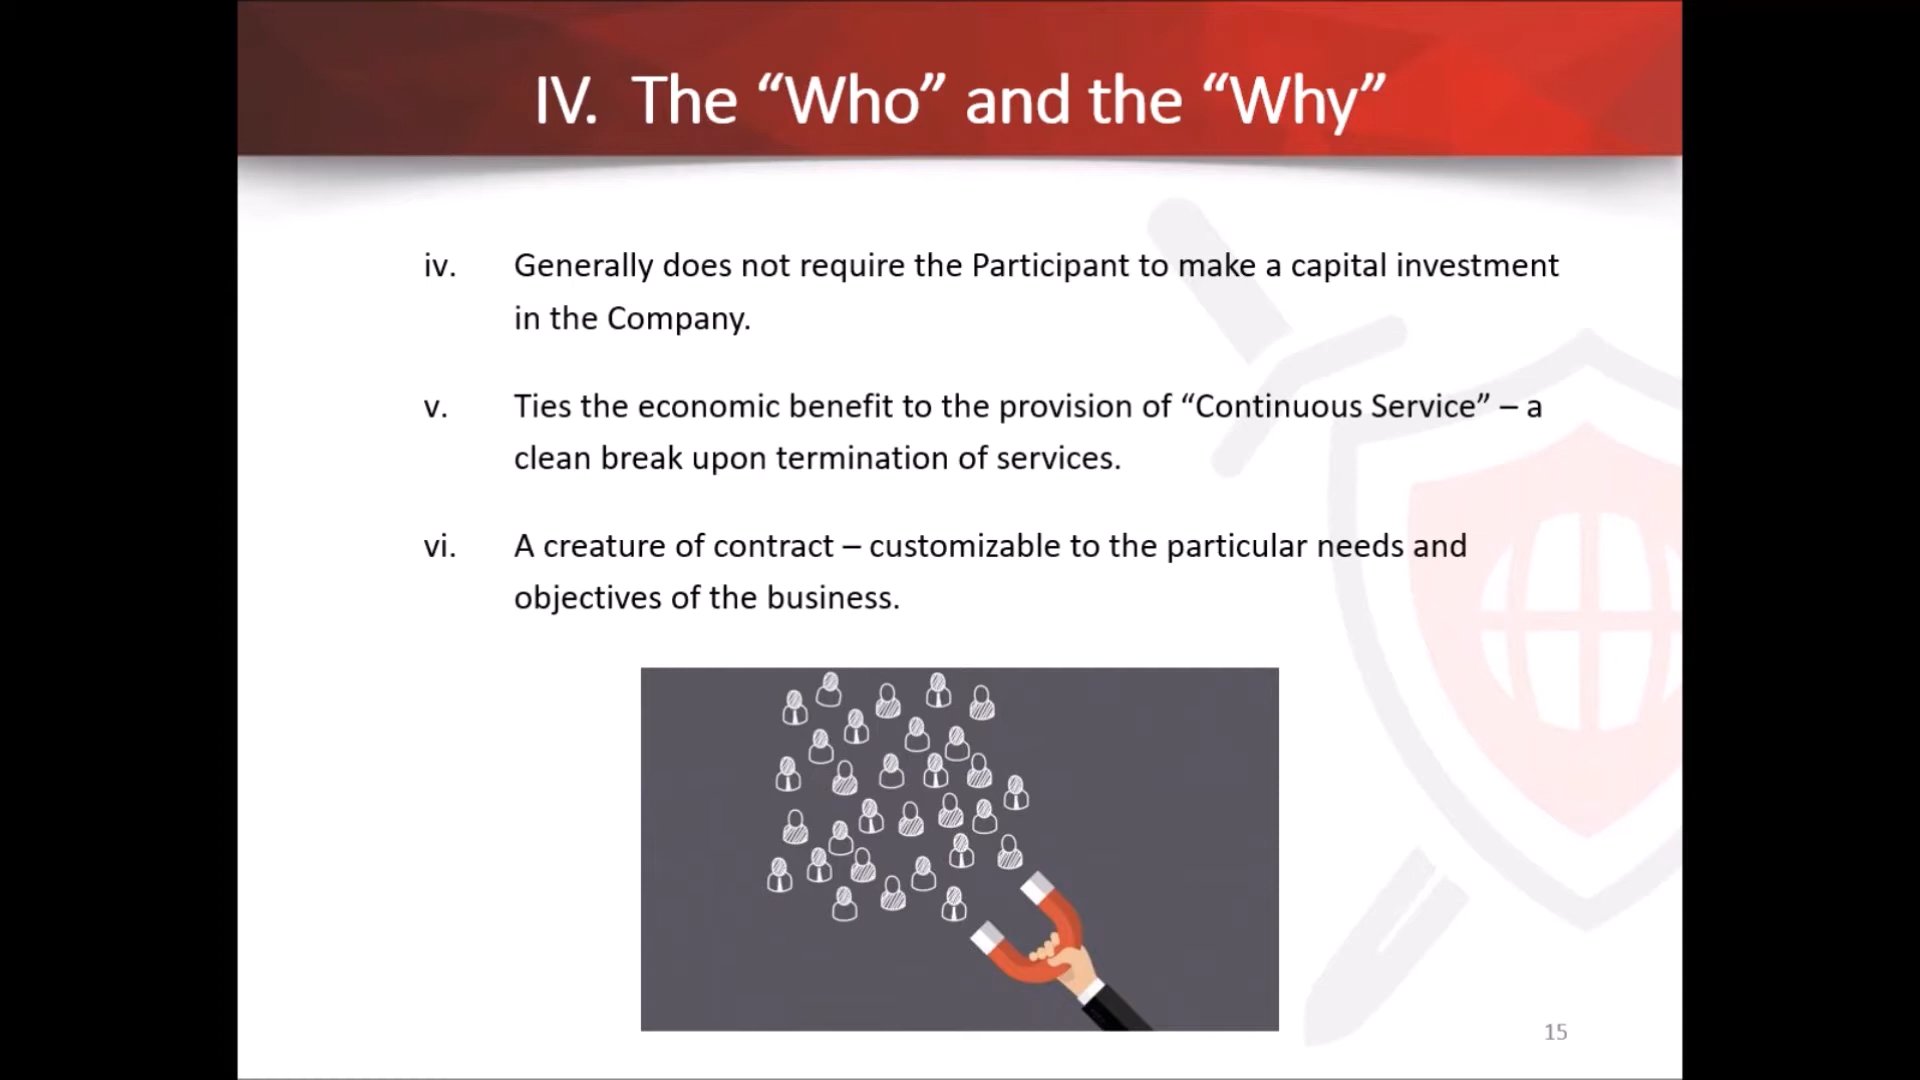 IV. The “Who” and the “Why”
iv. Generally does not require the Participant to make a capital investment
in the Company.
v. Ties the economic benefit to the provision of “Continuous Service” – a
clean break upon termination of services.
vi. A creature of contract – customizable to the particular needs and
objectives of the business.
15